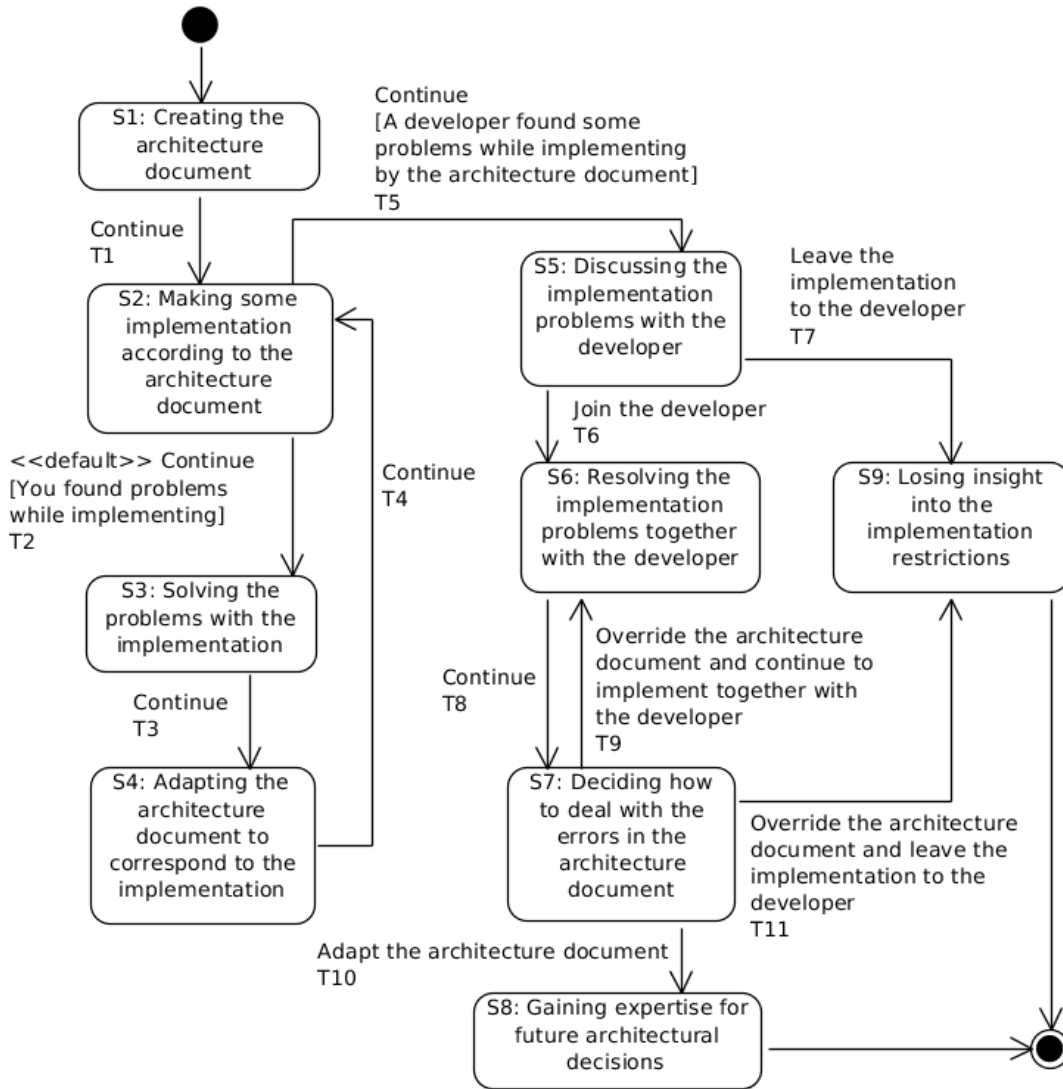 S1: Creating the
architecture
document
Continue
T1
Continue
[A developer found some
problems while implementing
by the architecture document]
T5
S2: Making some
implementation
according to the
architecture
document
S5: Discussing the
implementation
problems with the
developer
Leave the
implementation
to the developer
T7
<<default>> Continue
[You found problems
while implementing]
T2
Continue
T4
Join the developer
T6
S6: Resolving the
implementation
problems together
with the developer
S9: Losing insight
into the
implementation
restrictions
S3: Solving the
problems with the
implementation
Continue
T3
Continue
T8
Override the architecture
document and continue to
implement together with
the developer
T9
S4: Adapting the
architecture
document to
correspond to the
implementation
S7: Deciding how
to deal with the
errors in the
architecture
document
Override the architecture
document and leave the
implementation to the
developer
T11
Adapt the architecture document
T10
S8: Gaining expertise for
future architectural
decisions